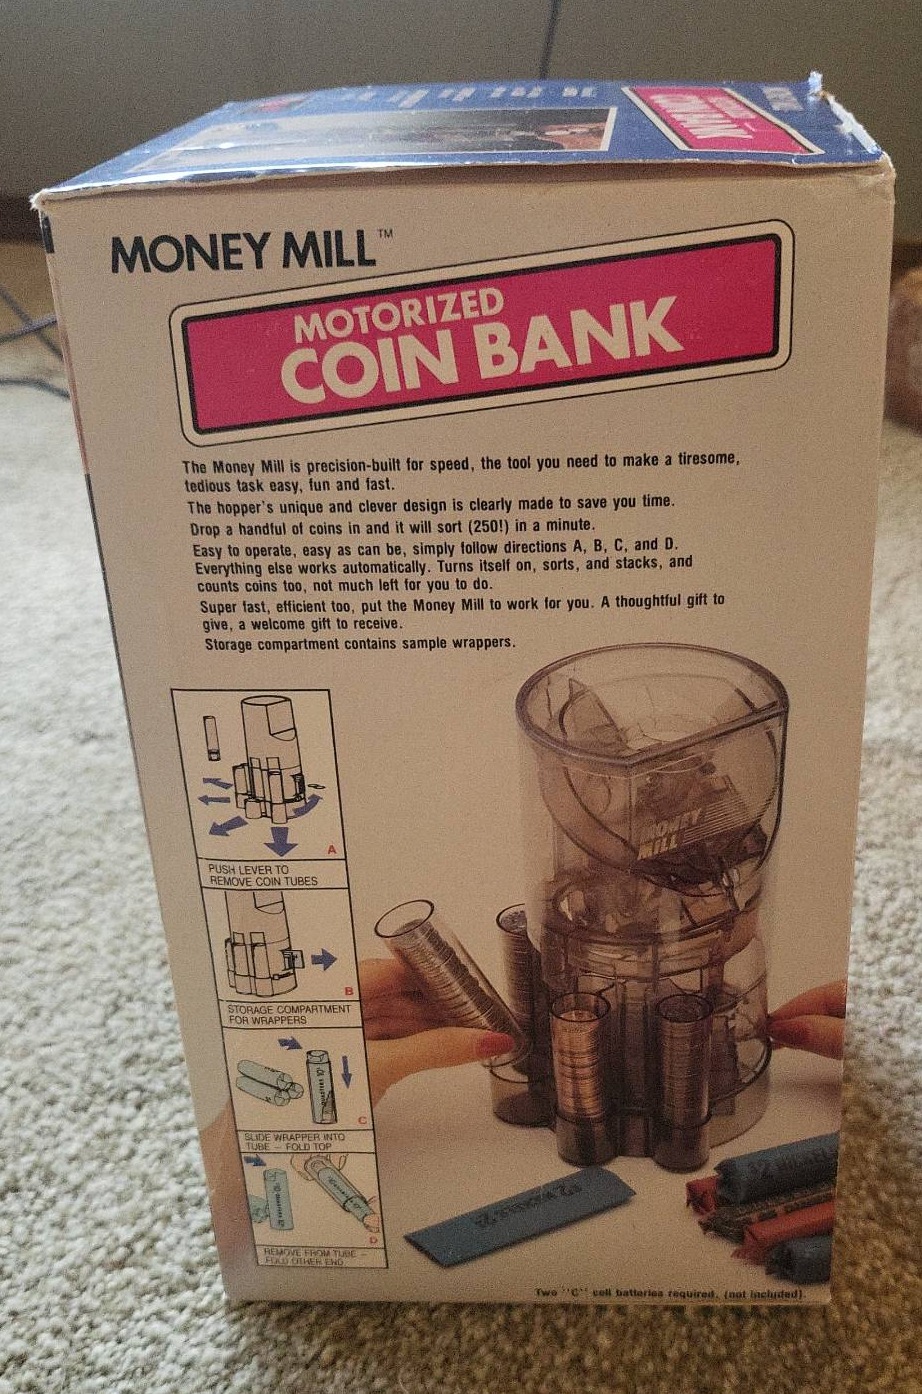 COIN BANK
MONEY MILL™
MOTORIZED
COIN BANK
The Money Mill is precision-built for speed, the tool you need to make a tiresome,
tedious task easy, fun and fast.
The hopper's unique and clever design is clearly made to save you time.
Drop a handful of coins in and it will sort (250!) in a minute.
Easy to operate, easy as can be, simply follow directions A, B, C, and D.
Everything else works automatically. Turns itself on, sorts, and stacks, and
counts coins too, not much left for you to do.
Super fast, efficient too, put the Money Mill to work for you. A thoughtful gift to
give, a welcome gift to receive.
Storage compartment contains sample wrappers.
A
PUSH LEVER TO
REMOVE COIN TUBES
B
STORAGE COMPARTMENT
FOR WRAPPERS
C
SLIDE WRAPPER INTO
TUBE – FOLD TOP
D
REMOVE FROM TUBE –
FOLD OTHER END
MONEY
MILL
Two "C" cell batteries required, (not included).